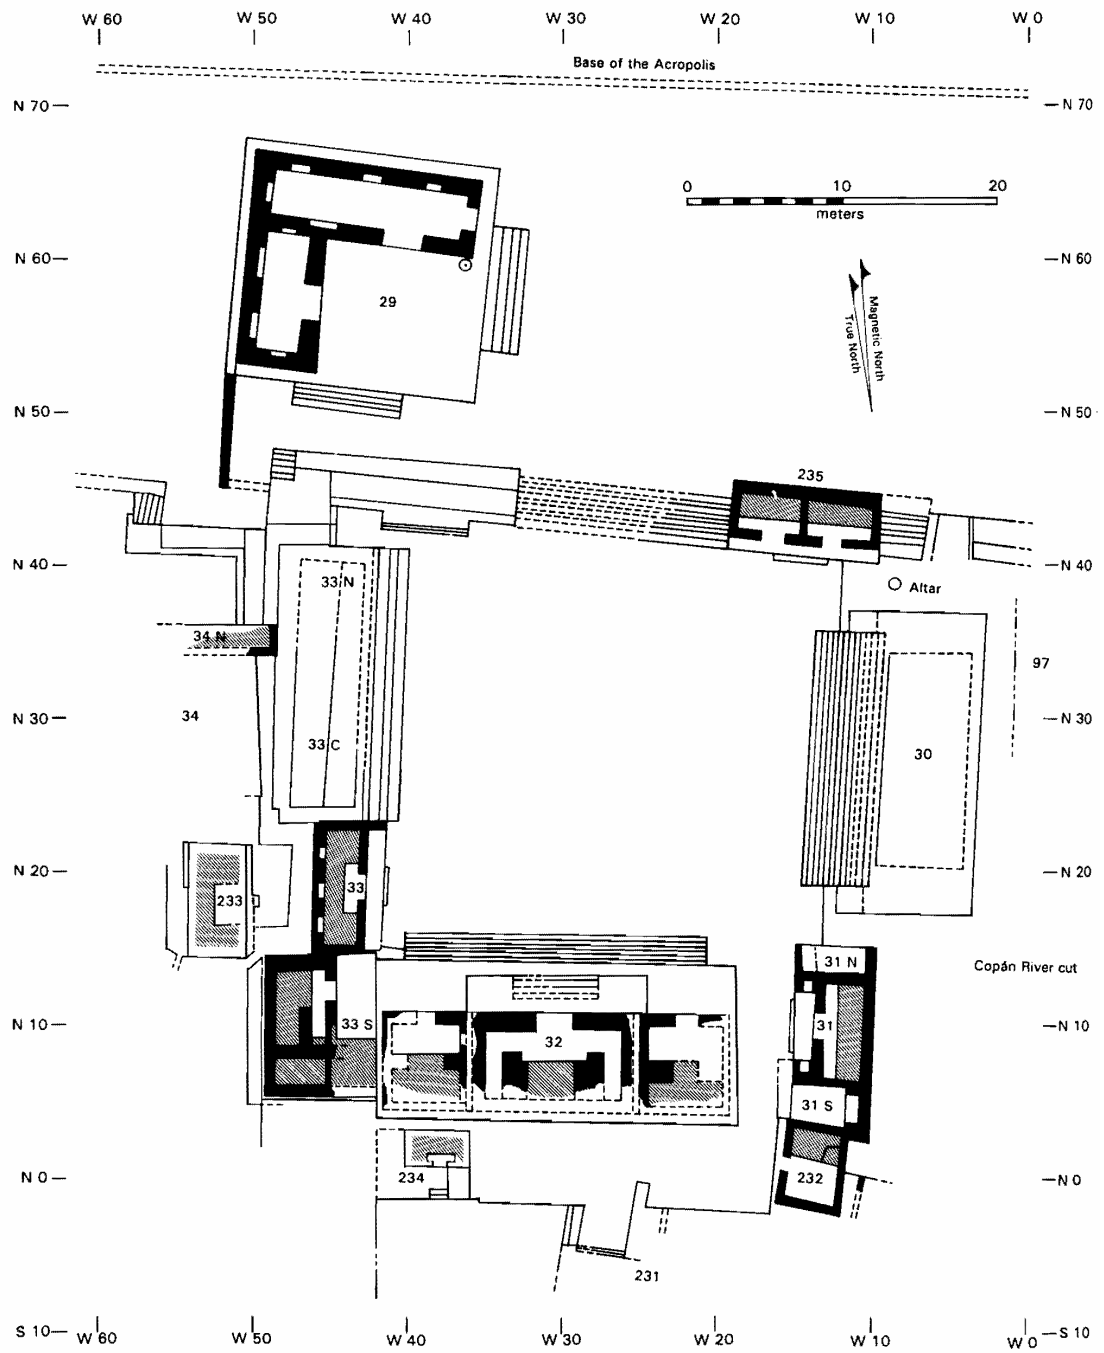 W 60 W 50 W 40 W 30 W 20 W 10 W 0
Base of the Acropolis
N 70 N 70
0 10 20
meters
N 60 N 60
29
Magnetic North
True North
N 50 N 50
235
N 40 N 40
33 N
Altar
34 N
97
34
N 30 N 30
33 C
30
N 20 N 20
233
33
31 N
Copán River cut
N 10 N 10
33 S
32
31
31 S
N 0 N 0
234
232
231
S 10 S 10
W 60 W 50 W 40 W 30 W 20 W 10 W 0